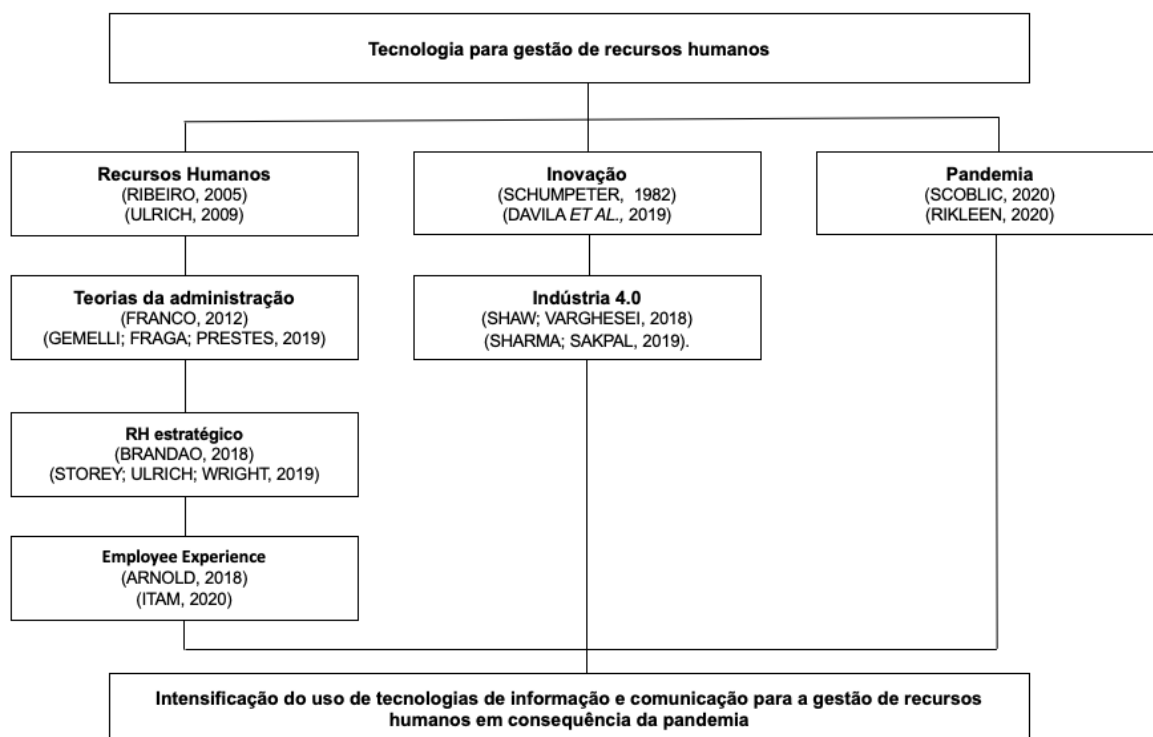 Tecnologia para gestão de recursos humanos
Recursos Humanos
(RIBEIRO, 2005)
(ULRICH, 2009)
Inovação
(SCHUMPETER, 1982)
(DAVILA ET AL., 2019)
Pandemia
(SCOBLIC, 2020)
(RIKLEEN, 2020)
Teorias da administração
(FRANCO, 2012)
(GEMELLI; FRAGA; PRESTES, 2019)
Indústria 4.0
(SHAW; VARGHESEI, 2018)
(SHARMA; SAKPAL, 2019).
RH estratégico
(BRANDAO, 2018)
(STOREY; ULRICH; WRIGHT, 2019)
Employee Experience
(ARNOLD, 2018)
(ITAM, 2020)
Intensificação do uso de tecnologias de informação e comunicação para a gestão de recursos
humanos em consequência da pandemia